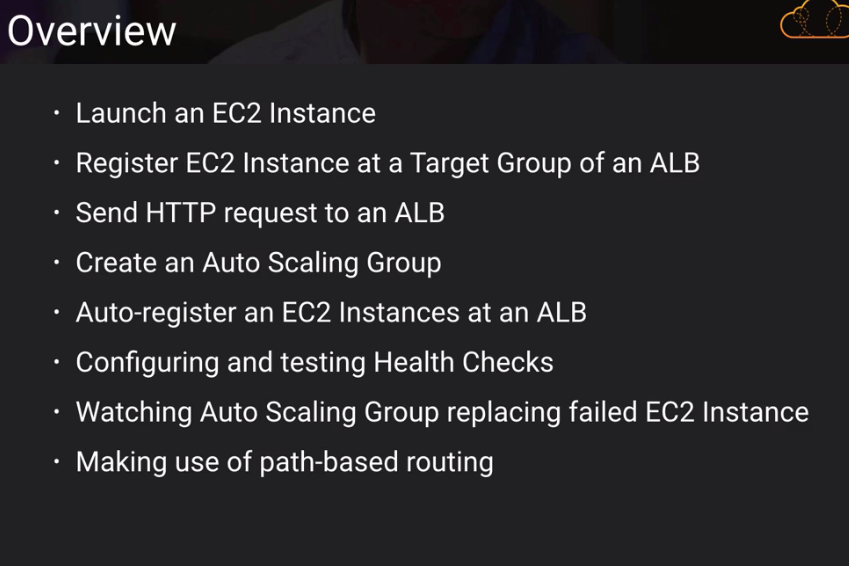 Overview
• Launch an EC2 Instance
• Register EC2 Instance at a Target Group of an ALB
• Send HTTP request to an ALB
• Create an Auto Scaling Group
• Auto-register an EC2 Instances at an ALB
• Configuring and testing Health Checks
• Watching Auto Scaling Group replacing failed EC2 Instance
• Making use of path-based routing